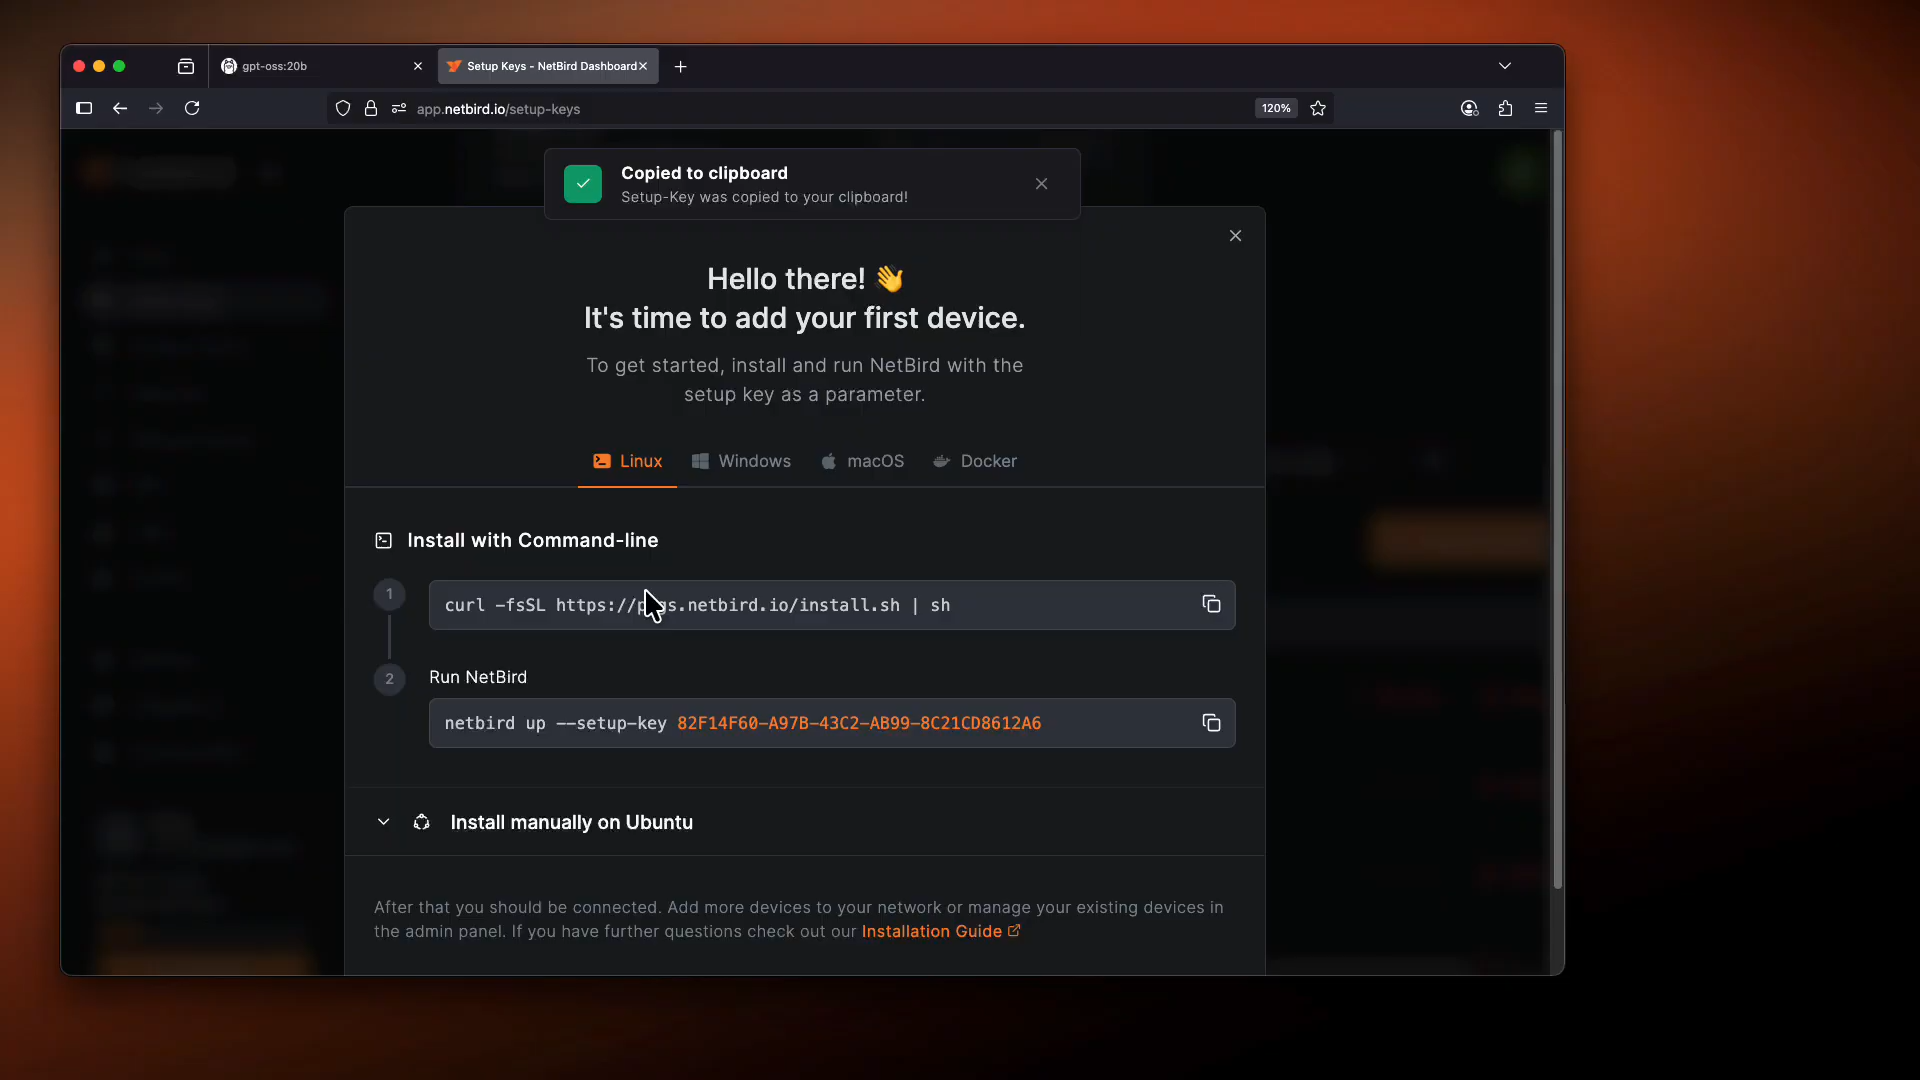 gpt-oss:20b
Setup Keys - NetBird Dashboard
app.netbird.io/setup-keys
120%
Copied to clipboard
Setup-Key was copied to your clipboard!
Hello there! 👋
It's time to add your first device.
To get started, install and run NetBird with the
setup key as a parameter.
Linux
Windows
macOS
Docker
Install with Command-line
1
curl -fsSL https://pkgs.netbird.io/install.sh | sh
2
Run NetBird
netbird up --setup-key 82F14F60-A97B-43C2-AB99-8C21CD8612A6
Install manually on Ubuntu
After that you should be connected. Add more devices to your network or manage your existing devices in
the admin panel. If you have further questions check out our Installation Guide